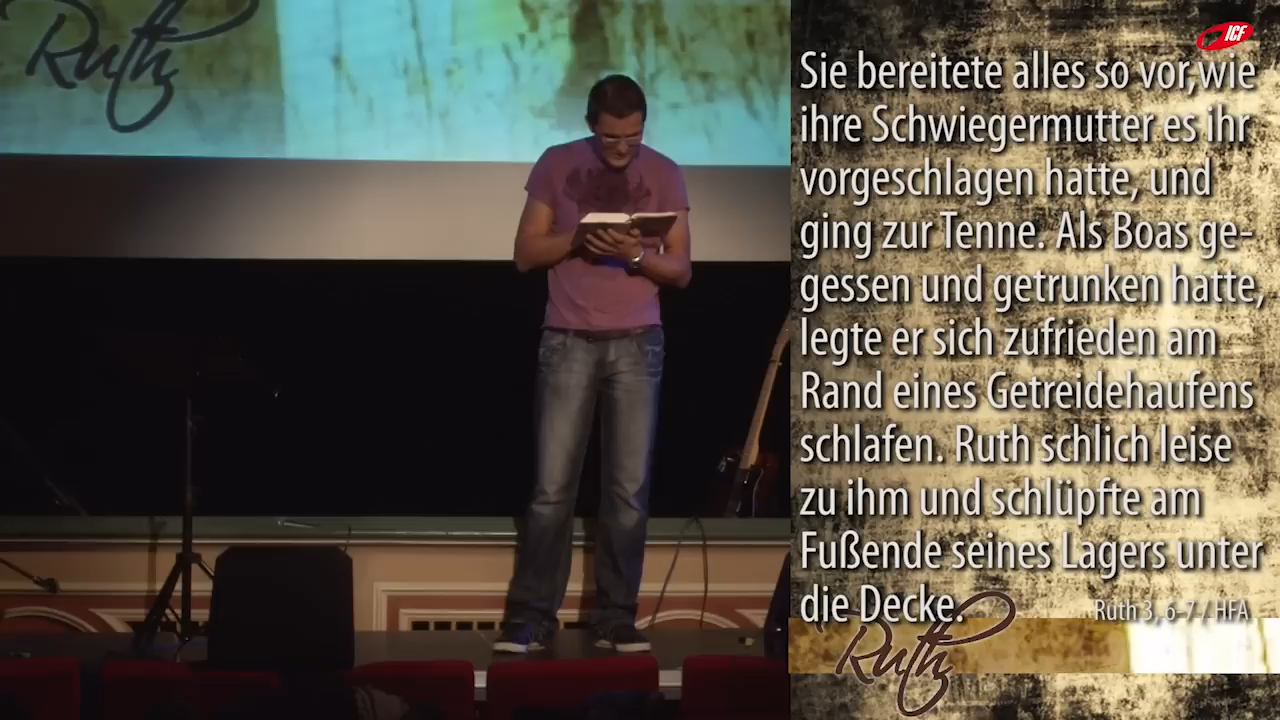 Ruth
ICF
Sie bereitete alles so vor, wie
ihre Schwiegermutter es ihr
vorgeschlagen hatte, und
ging zur Tenne. Als Boas ge-
gessen und getrunken hatte,
legte er sich zufrieden am
Rand eines Getreidehaufens
schlafen. Ruth schlich leise
zu ihm und schlüpfte am
Fußende seines Lagers unter
die Decke.
Ruth 3, 6-7 / HFA
Ruth